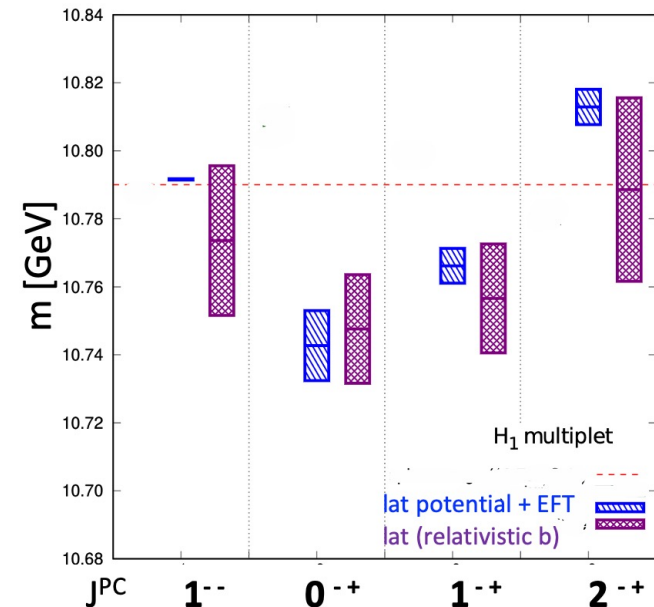 10.84
10.82
10.80
10.78
10.76
10.74
10.72
10.70
10.68
m [GeV]
H₁ multiplet
lat potential + EFT
lat (relativistic b)
Jᴾᶜ 1⁻⁻ 0⁻⁺ 1⁻⁺ 2⁻⁺